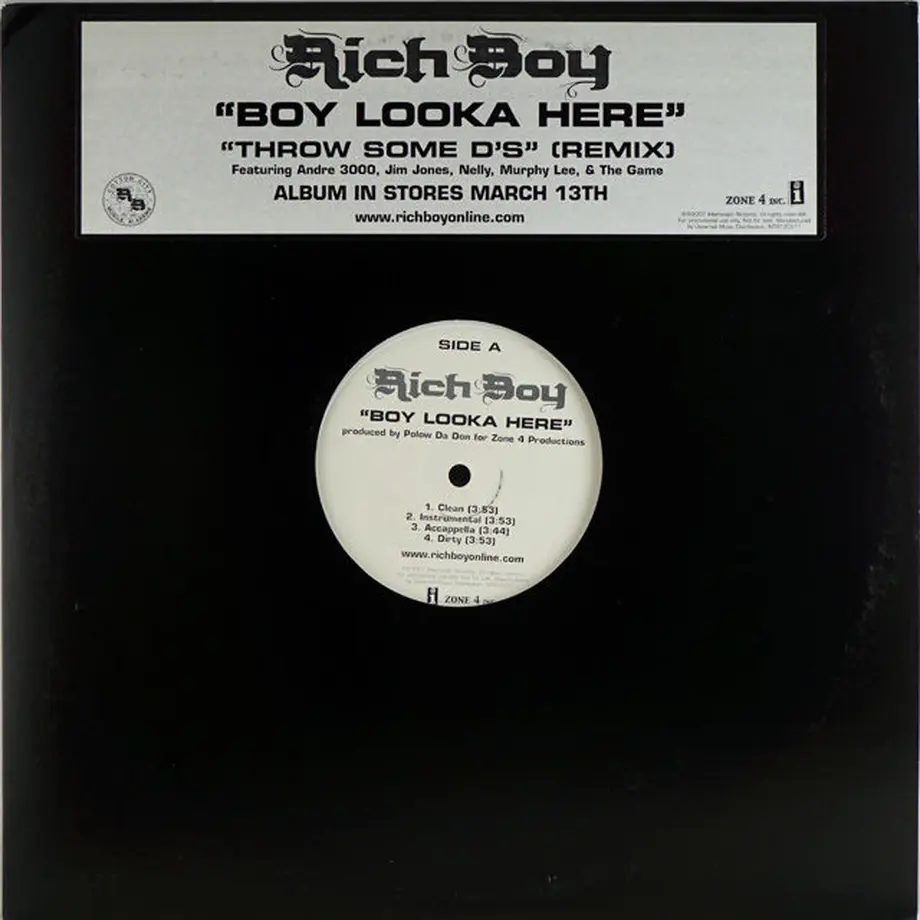 Rich Boy
“BOY LOOKA HERE”
“THROW SOME D’S” (REMIX)
Featuring Andre 3000, Jim Jones, Nelly, Murphy Lee, & The Game
ALBUM IN STORES MARCH 13TH
www.richboyonline.com
ZONE 4 INC.
SIDE A
Rich Boy
“BOY LOOKA HERE”
produced by Polow Da Don for Zone 4 Productions
1. Clean (3:53)
2. Instrumental (3:53)
3. Accappella (3:44)
4. Dirty (3:53)
www.richboyonline.com
ZONE 4 INC.